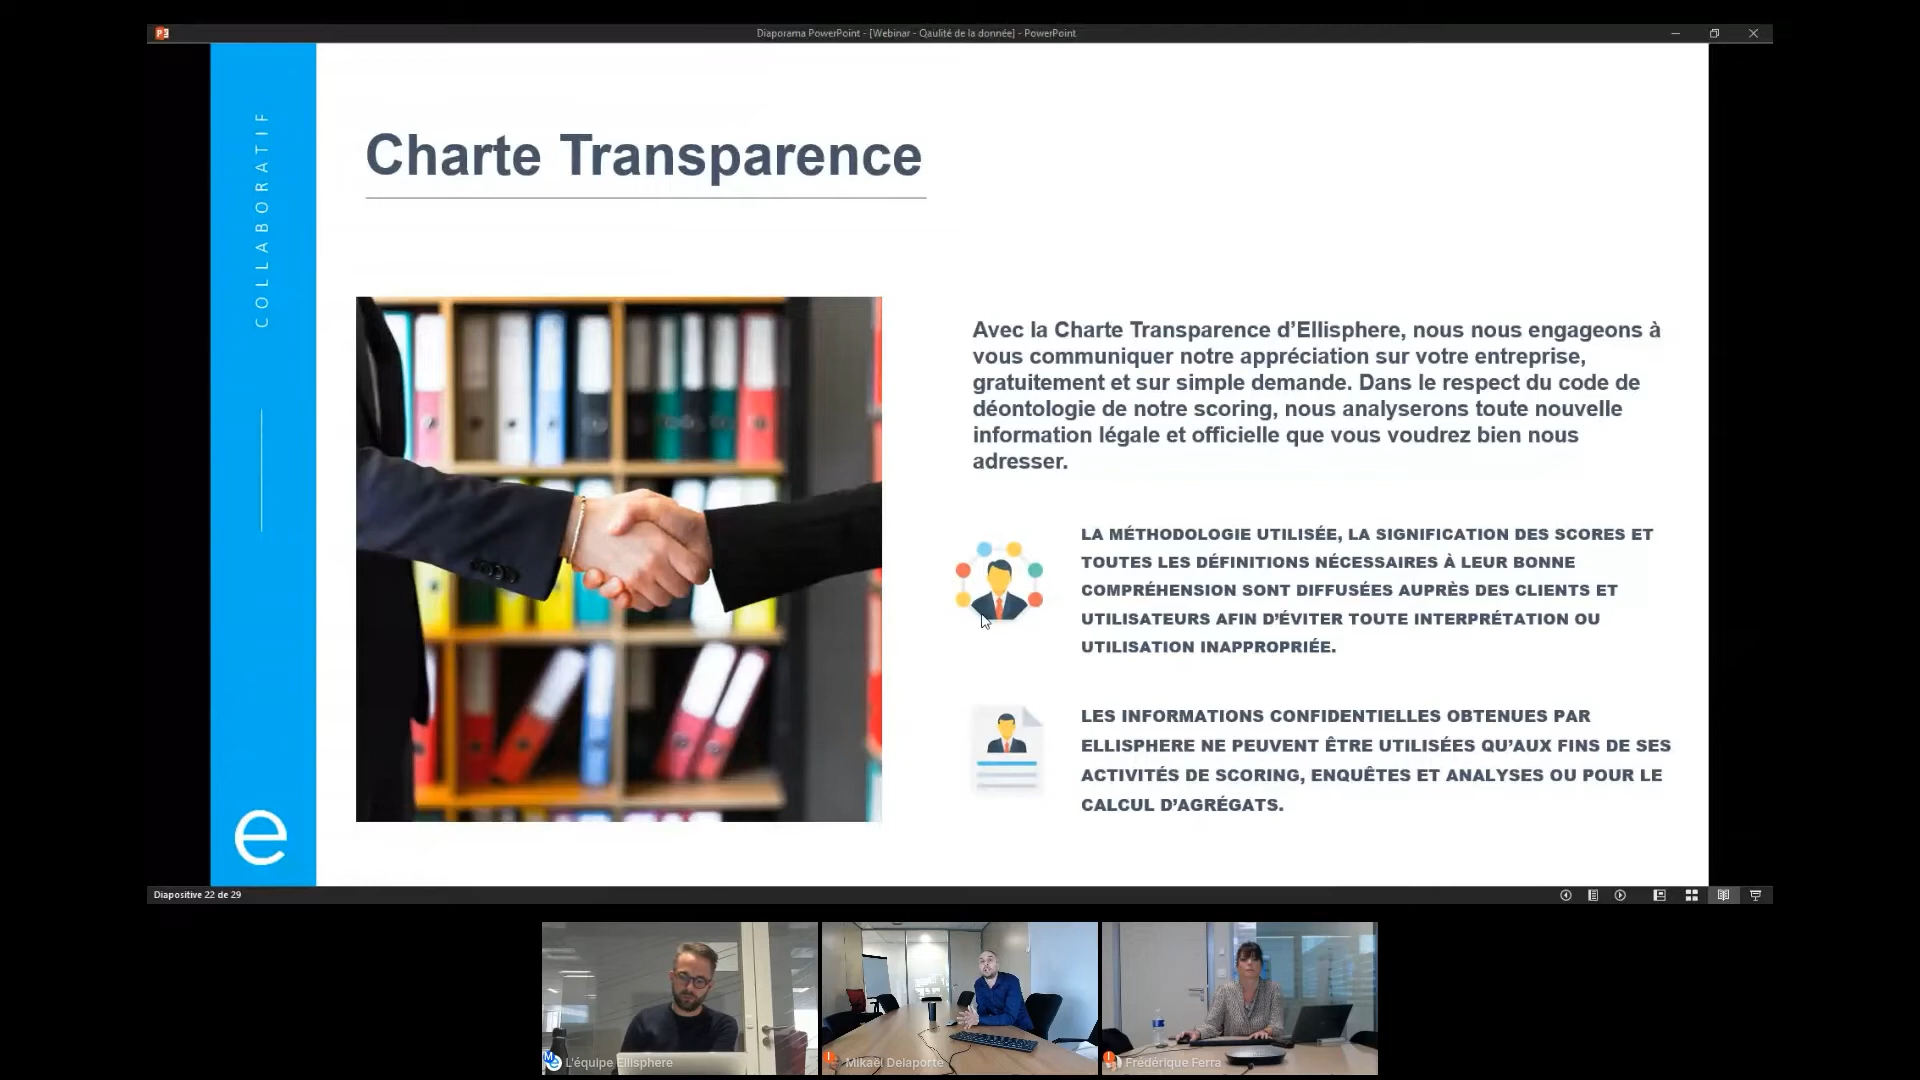 Diaporama PowerPoint - [Webinar - Qaulité de la donnée] - PowerPoint
COLLABORATIF
Charte Transparence
Avec la Charte Transparence d’Ellisphere, nous nous engageons à
vous communiquer notre appréciation sur votre entreprise,
gratuitement et sur simple demande. Dans le respect du code de
déontologie de notre scoring, nous analyserons toute nouvelle
information légale et officielle que vous voudrez bien nous
adresser.
LA MÉTHODOLOGIE UTILISÉE, LA SIGNIFICATION DES SCORES ET
TOUTES LES DÉFINITIONS NÉCESSAIRES À LEUR BONNE
COMPRÉHENSION SONT DIFFUSÉES AUPRÈS DES CLIENTS ET
UTILISATEURS AFIN D’ÉVITER TOUTE INTERPRÉTATION OU
UTILISATION INAPPROPRIÉE.
LES INFORMATIONS CONFIDENTIELLES OBTENUES PAR
ELLISPHERE NE PEUVENT ÊTRE UTILISÉES QU’AUX FINS DE SES
ACTIVITÉS DE SCORING, ENQUÊTES ET ANALYSES OU POUR LE
CALCUL D’AGRÉGATS.
e
Diapositive 22 de 29
L'équipe Ellisphere
Mikaël Delaporte
Frédérique Ferra